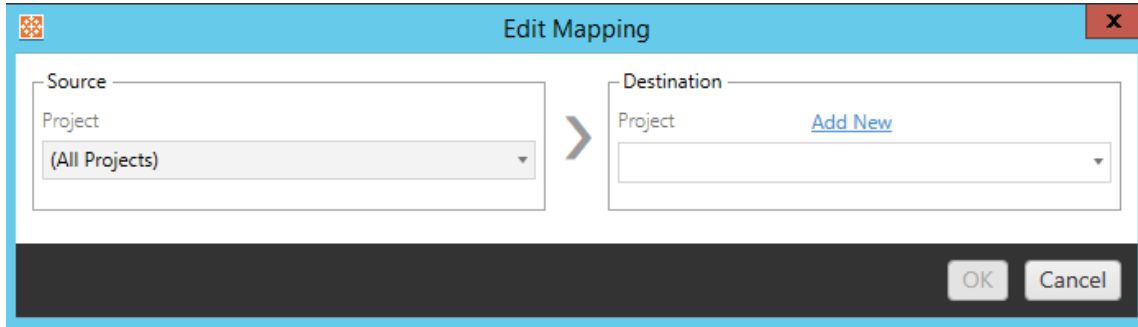 Edit Mapping
x
Source
Project
(All Projects)
Destination
Project Add New
OK Cancel